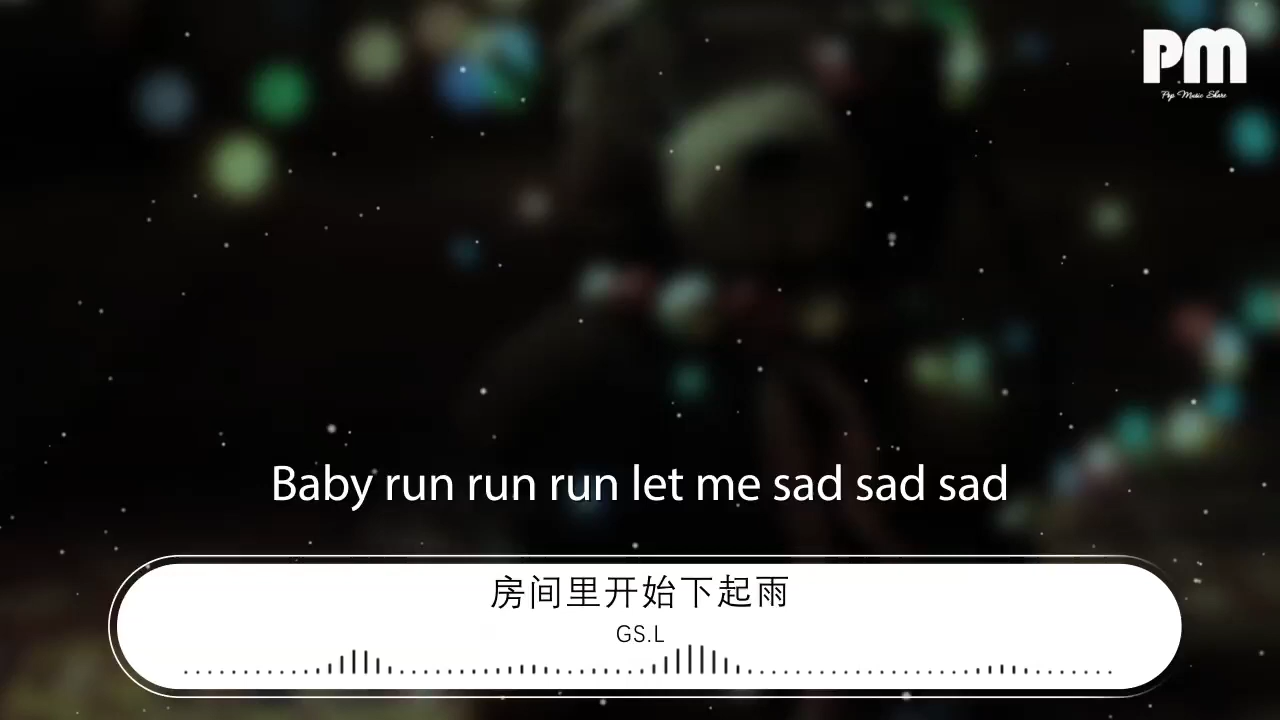 PM
Pop Music Share
Baby run run run let me sad sad sad
房间里开始下起雨
GS.L